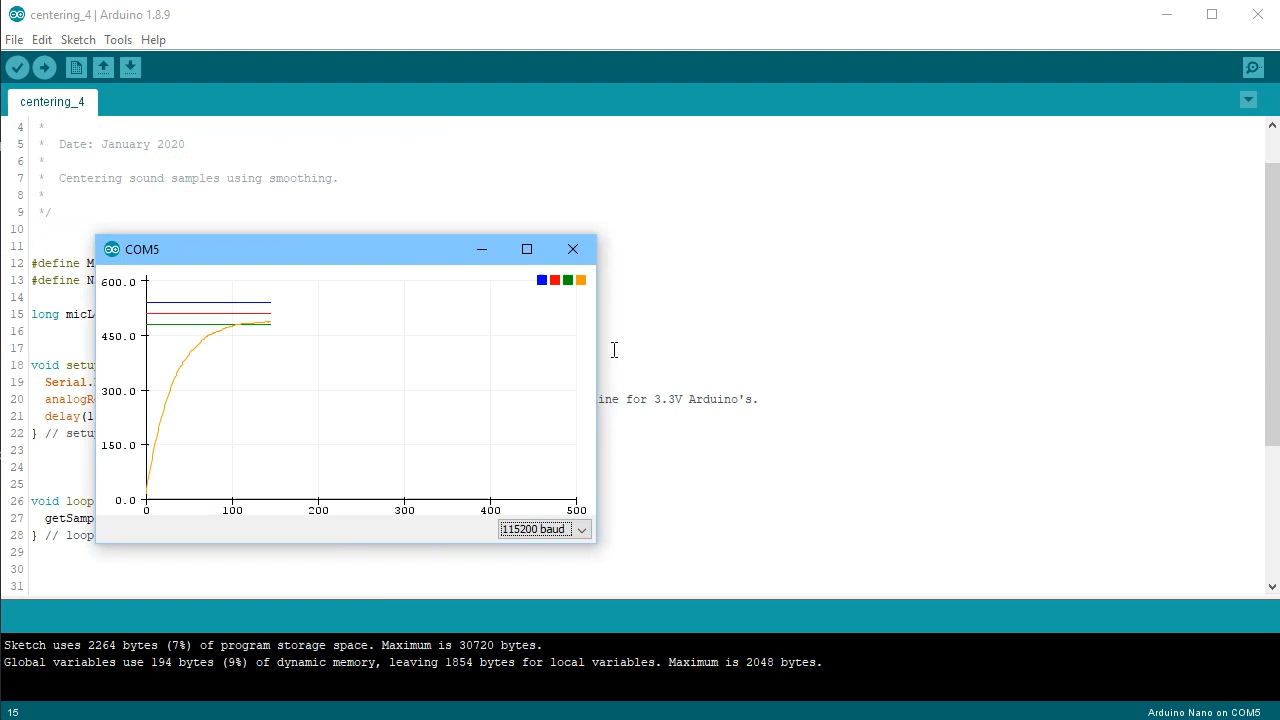 centering_4 | Arduino 1.8.9
File Edit Sketch Tools Help
centering_4
4 *
5 * Date: January 2020
6 *
7 * Centering sound samples using smoothing.
8 *
9 */
10
11
12 #define M
13 #define N
14
15 long micL
16
17
18 void setu
19 Serial.
20 analogR ine for 3.3V Arduino's.
21 delay(1
22 } // setu
23
24
25
26 void loop
27 getSamp
28 } // loop
29
30
31
COM5
600.0
450.0
300.0
150.0
0.0
0 100 200 300 400 500
115200 baud
Sketch uses 2264 bytes (7%) of program storage space. Maximum is 30720 bytes.
Global variables use 194 bytes (9%) of dynamic memory, leaving 1854 bytes for local variables. Maximum is 2048 bytes.
15 Arduino Nano on COM5